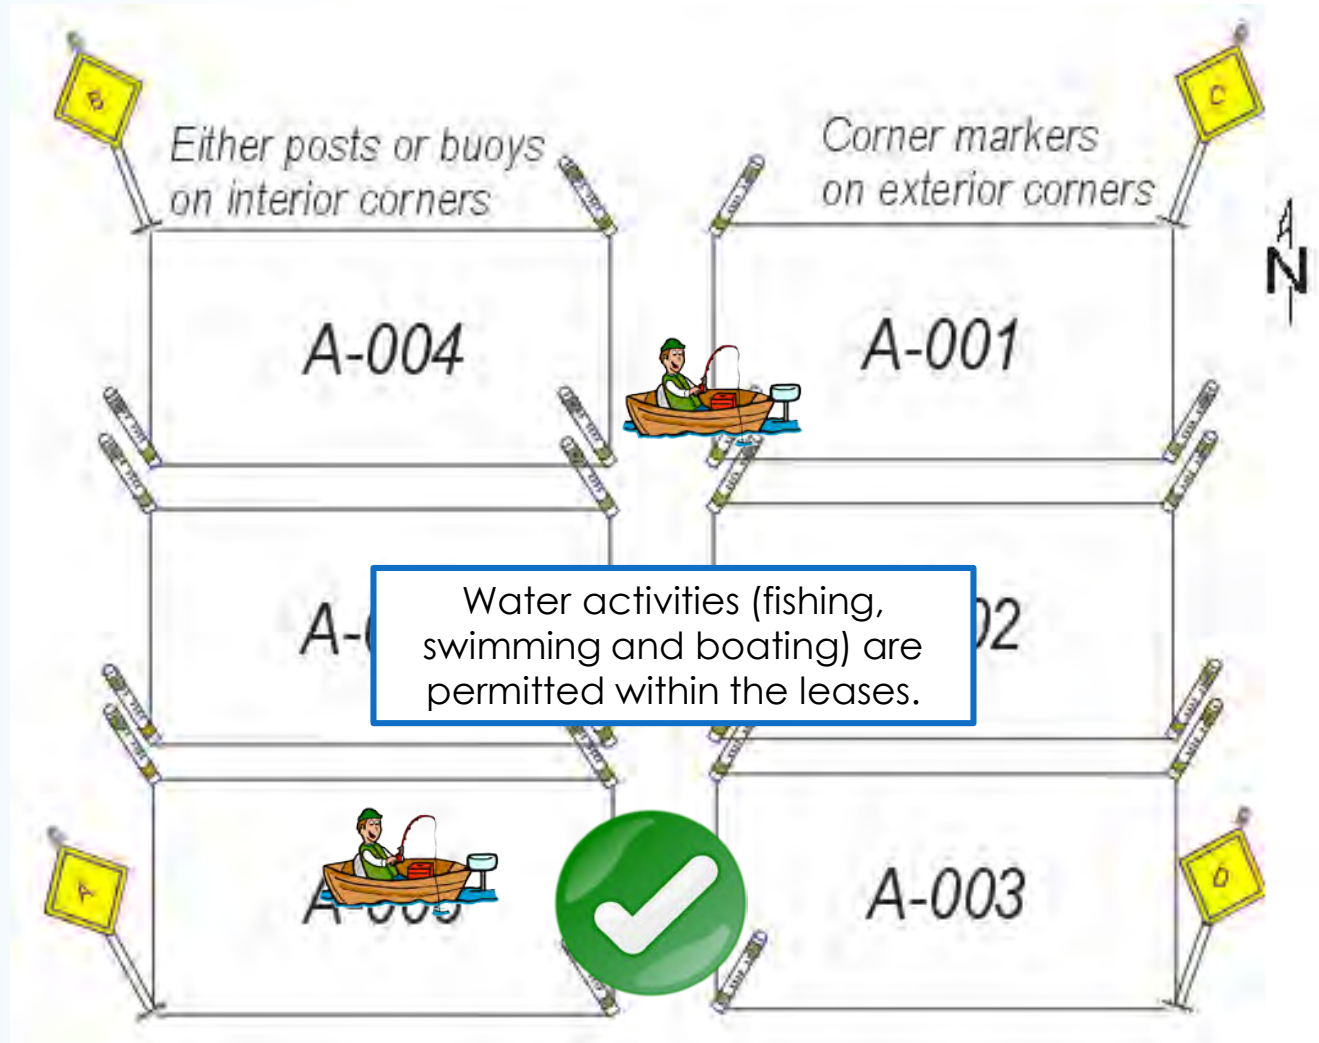 B
C
Either posts or buoys
on interior corners
Corner markers
on exterior corners
N
A-004
A-001
Water activities (fishing,
swimming and boating) are
permitted within the leases.
A-
02
A
A-003
D